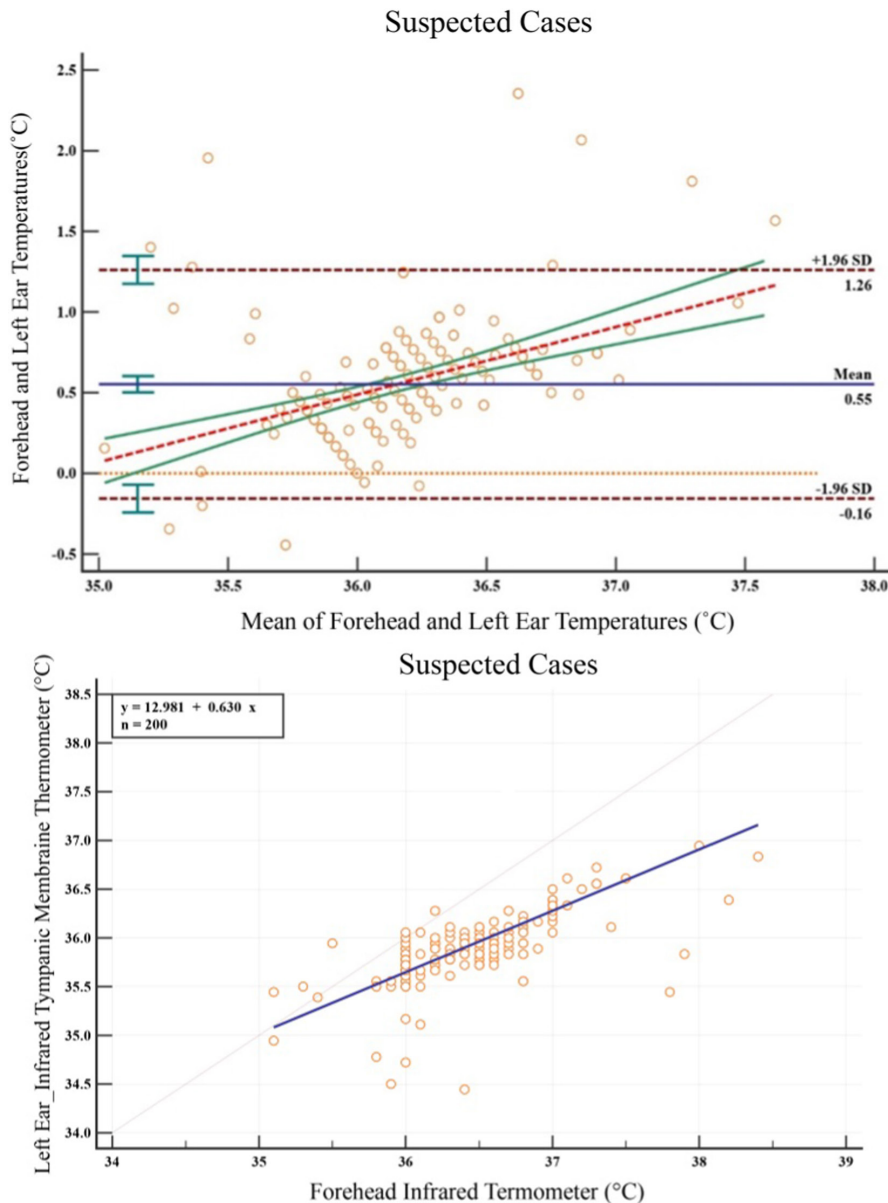 Suspected Cases
Forehead and Left Ear Temperatures(˚C)
2.5
2.0
1.5
1.0
0.5
0.0
-0.5
+1.96 SD
1.26
Mean
0.55
-1.96 SD
-0.16
35.0 35.5 36.0 36.5 37.0 37.5 38.0
Mean of Forehead and Left Ear Temperatures (˚C)
Suspected Cases
Left Ear_Infrared Tympanic Membraine Thermometer (°C)
y = 12.981 + 0.630 x
n = 200
38.5
38.0
37.5
37.0
36.5
36.0
35.5
35.0
34.5
34.0
34 35 36 37 38 39
Forehead Infrared Termometer (°C)